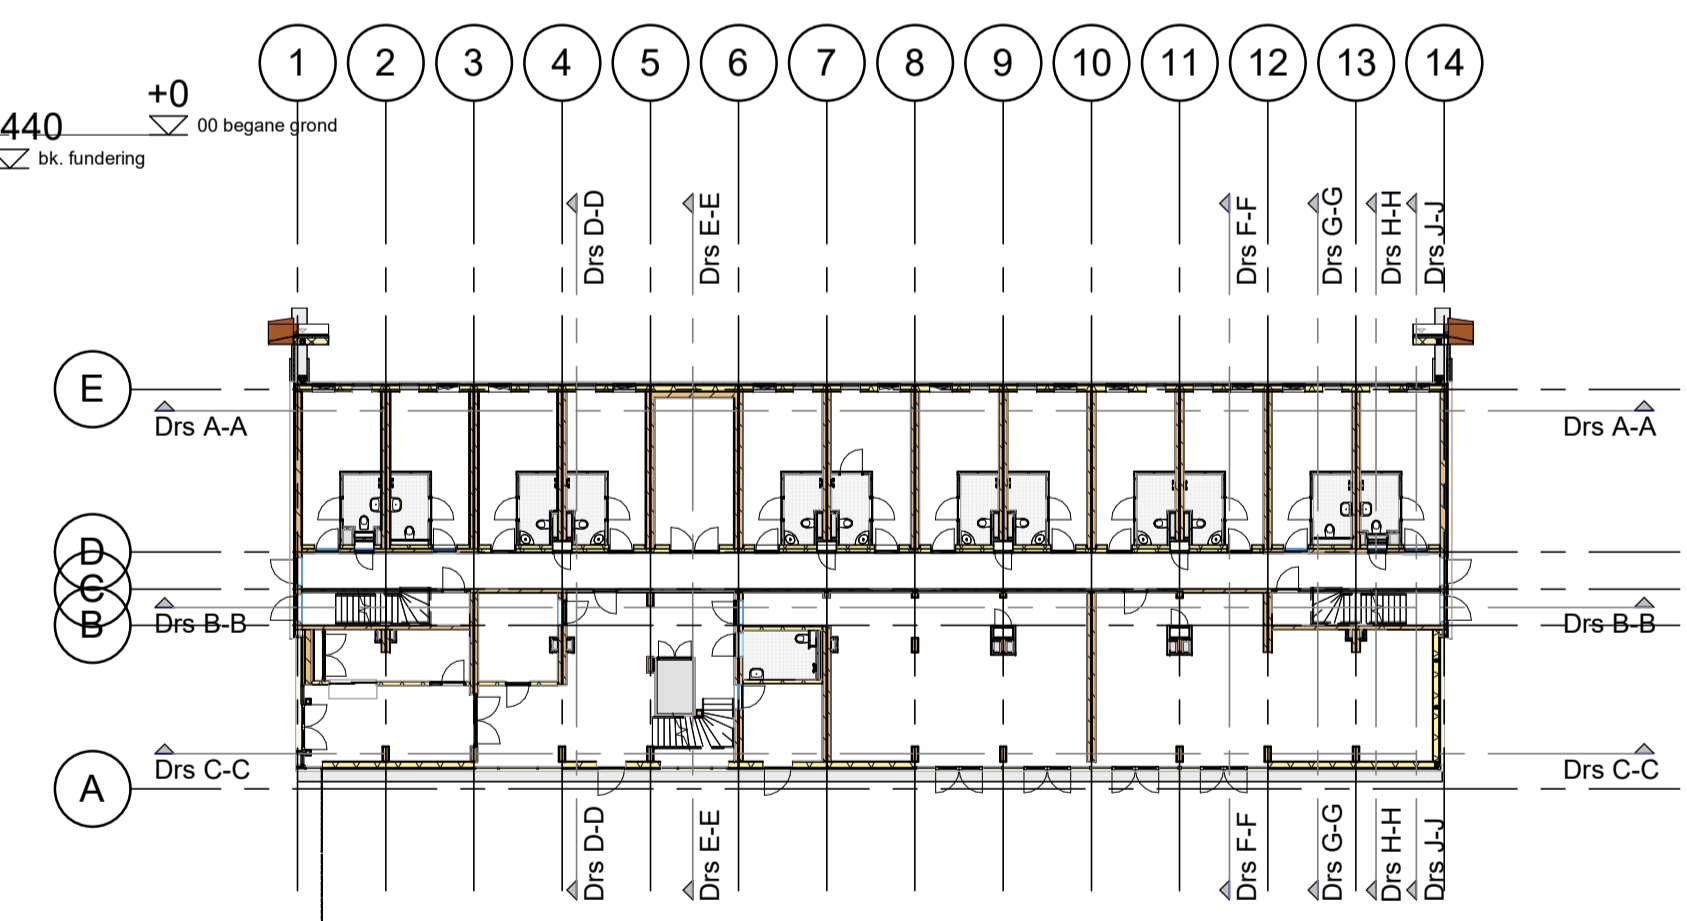 1 2 3 4 5 6 7 8 9 10 11 12 13 14
+0
00 begane grond
440
bk. fundering
Drs D-D
Drs E-E
Drs F-F
Drs G-G
Drs H-H
Drs J-J
E
Drs A-A
Drs A-A
D
C
B
Drs B-B
Drs B-B
Drs C-C
Drs C-C
A
Drs D-D
Drs E-E
Drs F-F
Drs G-G
Drs H-H
Drs J-J